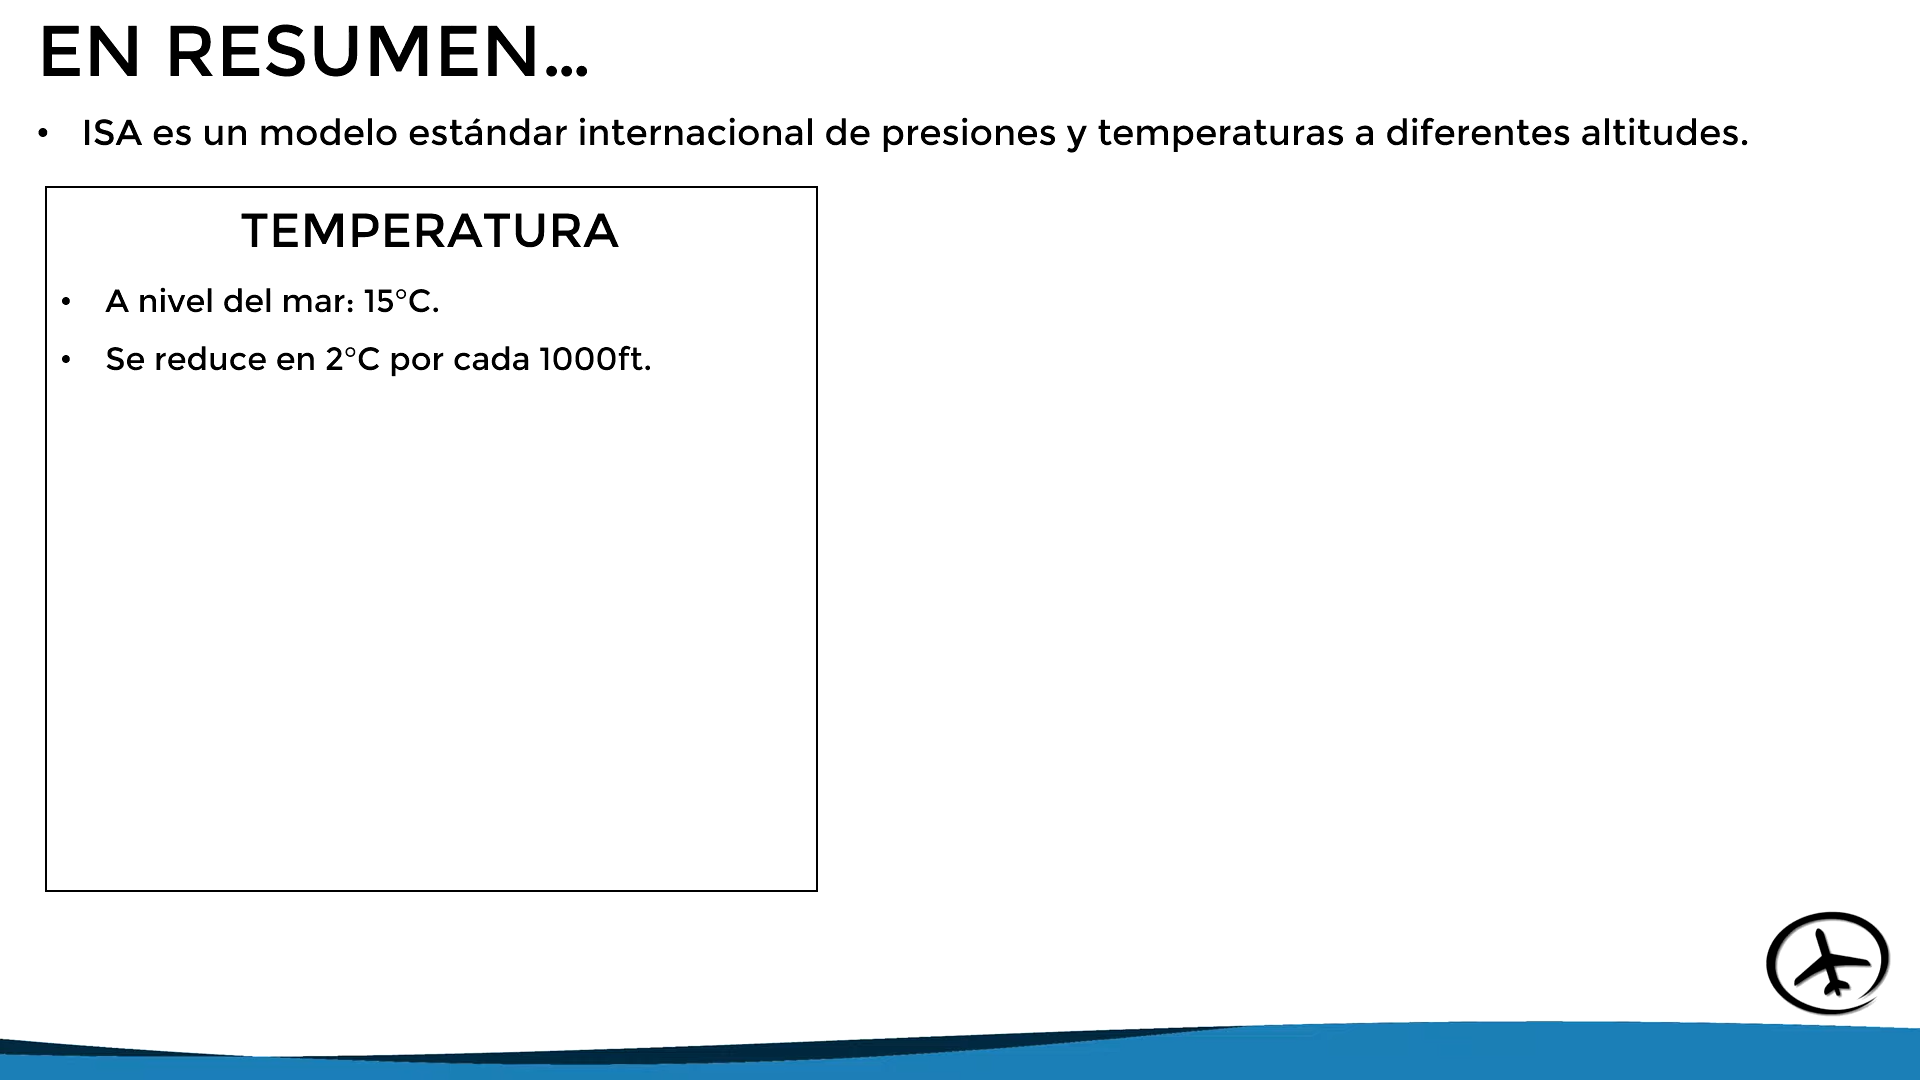 EN RESUMEN...
• ISA es un modelo estándar internacional de presiones y temperaturas a diferentes altitudes.
TEMPERATURA
• A nivel del mar: 15°C.
• Se reduce en 2°C por cada 1000ft.